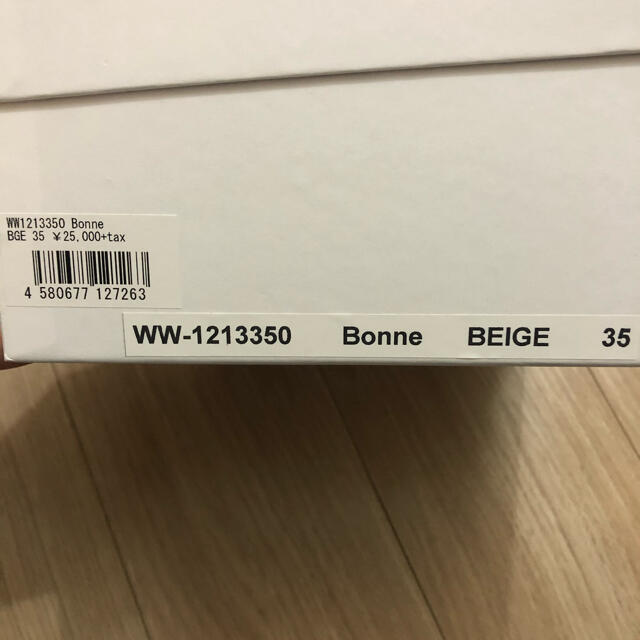 WW1213350 Bonne
BGE 35 ￥25,000+tax
4 580677 127263
WW-1213350 Bonne BEIGE 35